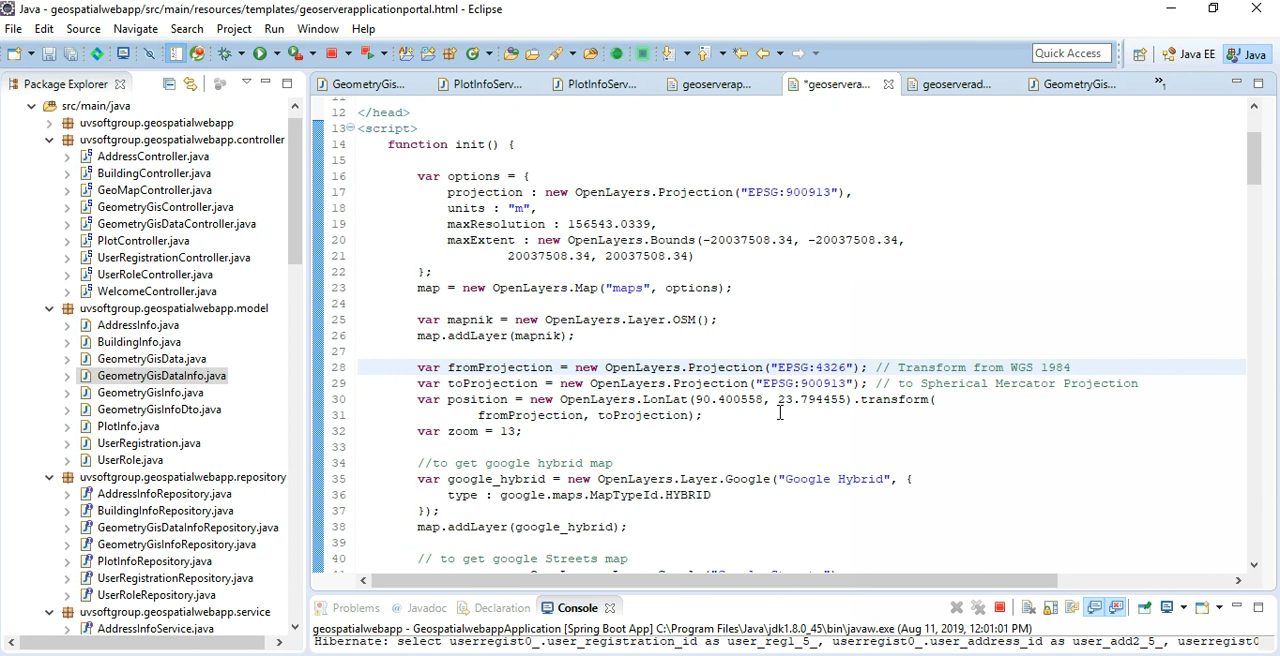 Java - geospatialwebapp/src/main/resources/templates/geoserverapplicationportal.html - Eclipse
File Edit Source Navigate Search Project Run Window Help
Quick Access Java EE Java
Package Explorer
GeometryGis... PlotInfoServ... PlotInfoServ... geoserverap... *geoservera... geoserverad... GeometryGis... »1
src/main/java
uvsoftgroup.geospatialwebapp
uvsoftgroup.geospatialwebapp.controller
AddressController.java
BuildingController.java
GeoMapController.java
GeometryGisController.java
GeometryGisDataController.java
PlotController.java
UserRegistrationController.java
UserRoleController.java
WelcomeController.java
uvsoftgroup.geospatialwebapp.model
AddressInfo.java
BuildingInfo.java
GeometryGisData.java
GeometryGisDataInfo.java
GeometryGisInfo.java
GeometryGisInfoDto.java
PlotInfo.java
UserRegistration.java
UserRole.java
uvsoftgroup.geospatialwebapp.repository
AddressInfoRepository.java
BuildingInfoRepository.java
GeometryGisDataInfoRepository.java
GeometryGisInfoRepository.java
PlotInfoRepository.java
UserRegistrationRepository.java
UserRoleRepository.java
uvsoftgroup.geospatialwebapp.service
AddressInfoService.java
12 </head>
13 <script>
14 function init() {
15
16 var options = {
17 projection : new OpenLayers.Projection("EPSG:900913"),
18 units : "m",
19 maxResolution : 156543.0339,
20 maxExtent : new OpenLayers.Bounds(-20037508.34, -20037508.34,
21 20037508.34, 20037508.34)
22 };
23 map = new OpenLayers.Map("maps", options);
24
25 var mapnik = new OpenLayers.Layer.OSM();
26 map.addLayer(mapnik);
27
28 var fromProjection = new OpenLayers.Projection("EPSG:4326"); // Transform from WGS 1984
29 var toProjection = new OpenLayers.Projection("EPSG:900913"); // to Spherical Mercator Projection
30 var position = new OpenLayers.LonLat(90.400558, 23.794455).transform(
31 fromProjection, toProjection);
32 var zoom = 13;
33
34 //to get google hybrid map
35 var google_hybrid = new OpenLayers.Layer.Google("Google Hybrid", {
36 type : google.maps.MapTypeId.HYBRID
37 });
38 map.addLayer(google_hybrid);
39
40 // to get google Streets map
Problems Javadoc Declaration Console
geospatialwebapp - GeospatialwebappApplication [Spring Boot App] C:\Program Files\Java\jdk1.8.0_45\bin\javaw.exe (Aug 11, 2019, 12:01:01 PM)
Hibernate: select userregist0_.user_registration_id as user_reg1_5_, userregist0_.user_address_id as user_add2_5_, userregist0